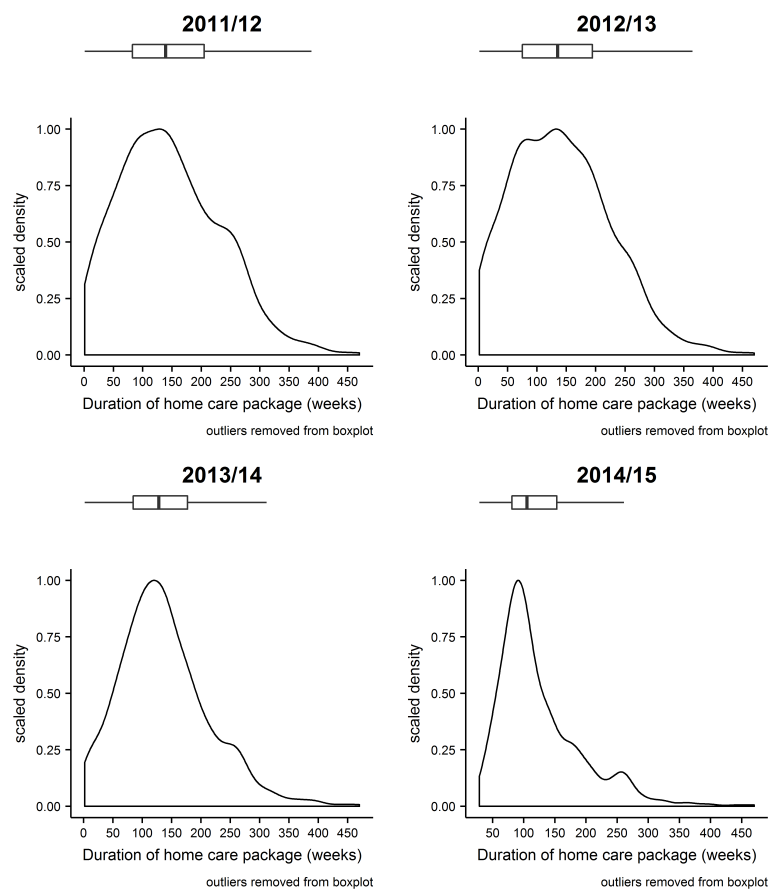 2011/12
1.00
0.75
0.50
0.25
0.00
scaled density
0 50 100 150 200 250 300 350 400 450
Duration of home care package (weeks)
outliers removed from boxplot
2012/13
1.00
0.75
0.50
0.25
0.00
scaled density
0 50 100 150 200 250 300 350 400 450
Duration of home care package (weeks)
outliers removed from boxplot
2013/14
1.00
0.75
0.50
0.25
0.00
scaled density
0 50 100 150 200 250 300 350 400 450
Duration of home care package (weeks)
outliers removed from boxplot
2014/15
1.00
0.75
0.50
0.25
0.00
scaled density
50 100 150 200 250 300 350 400 450
Duration of home care package (weeks)
outliers removed from boxplot